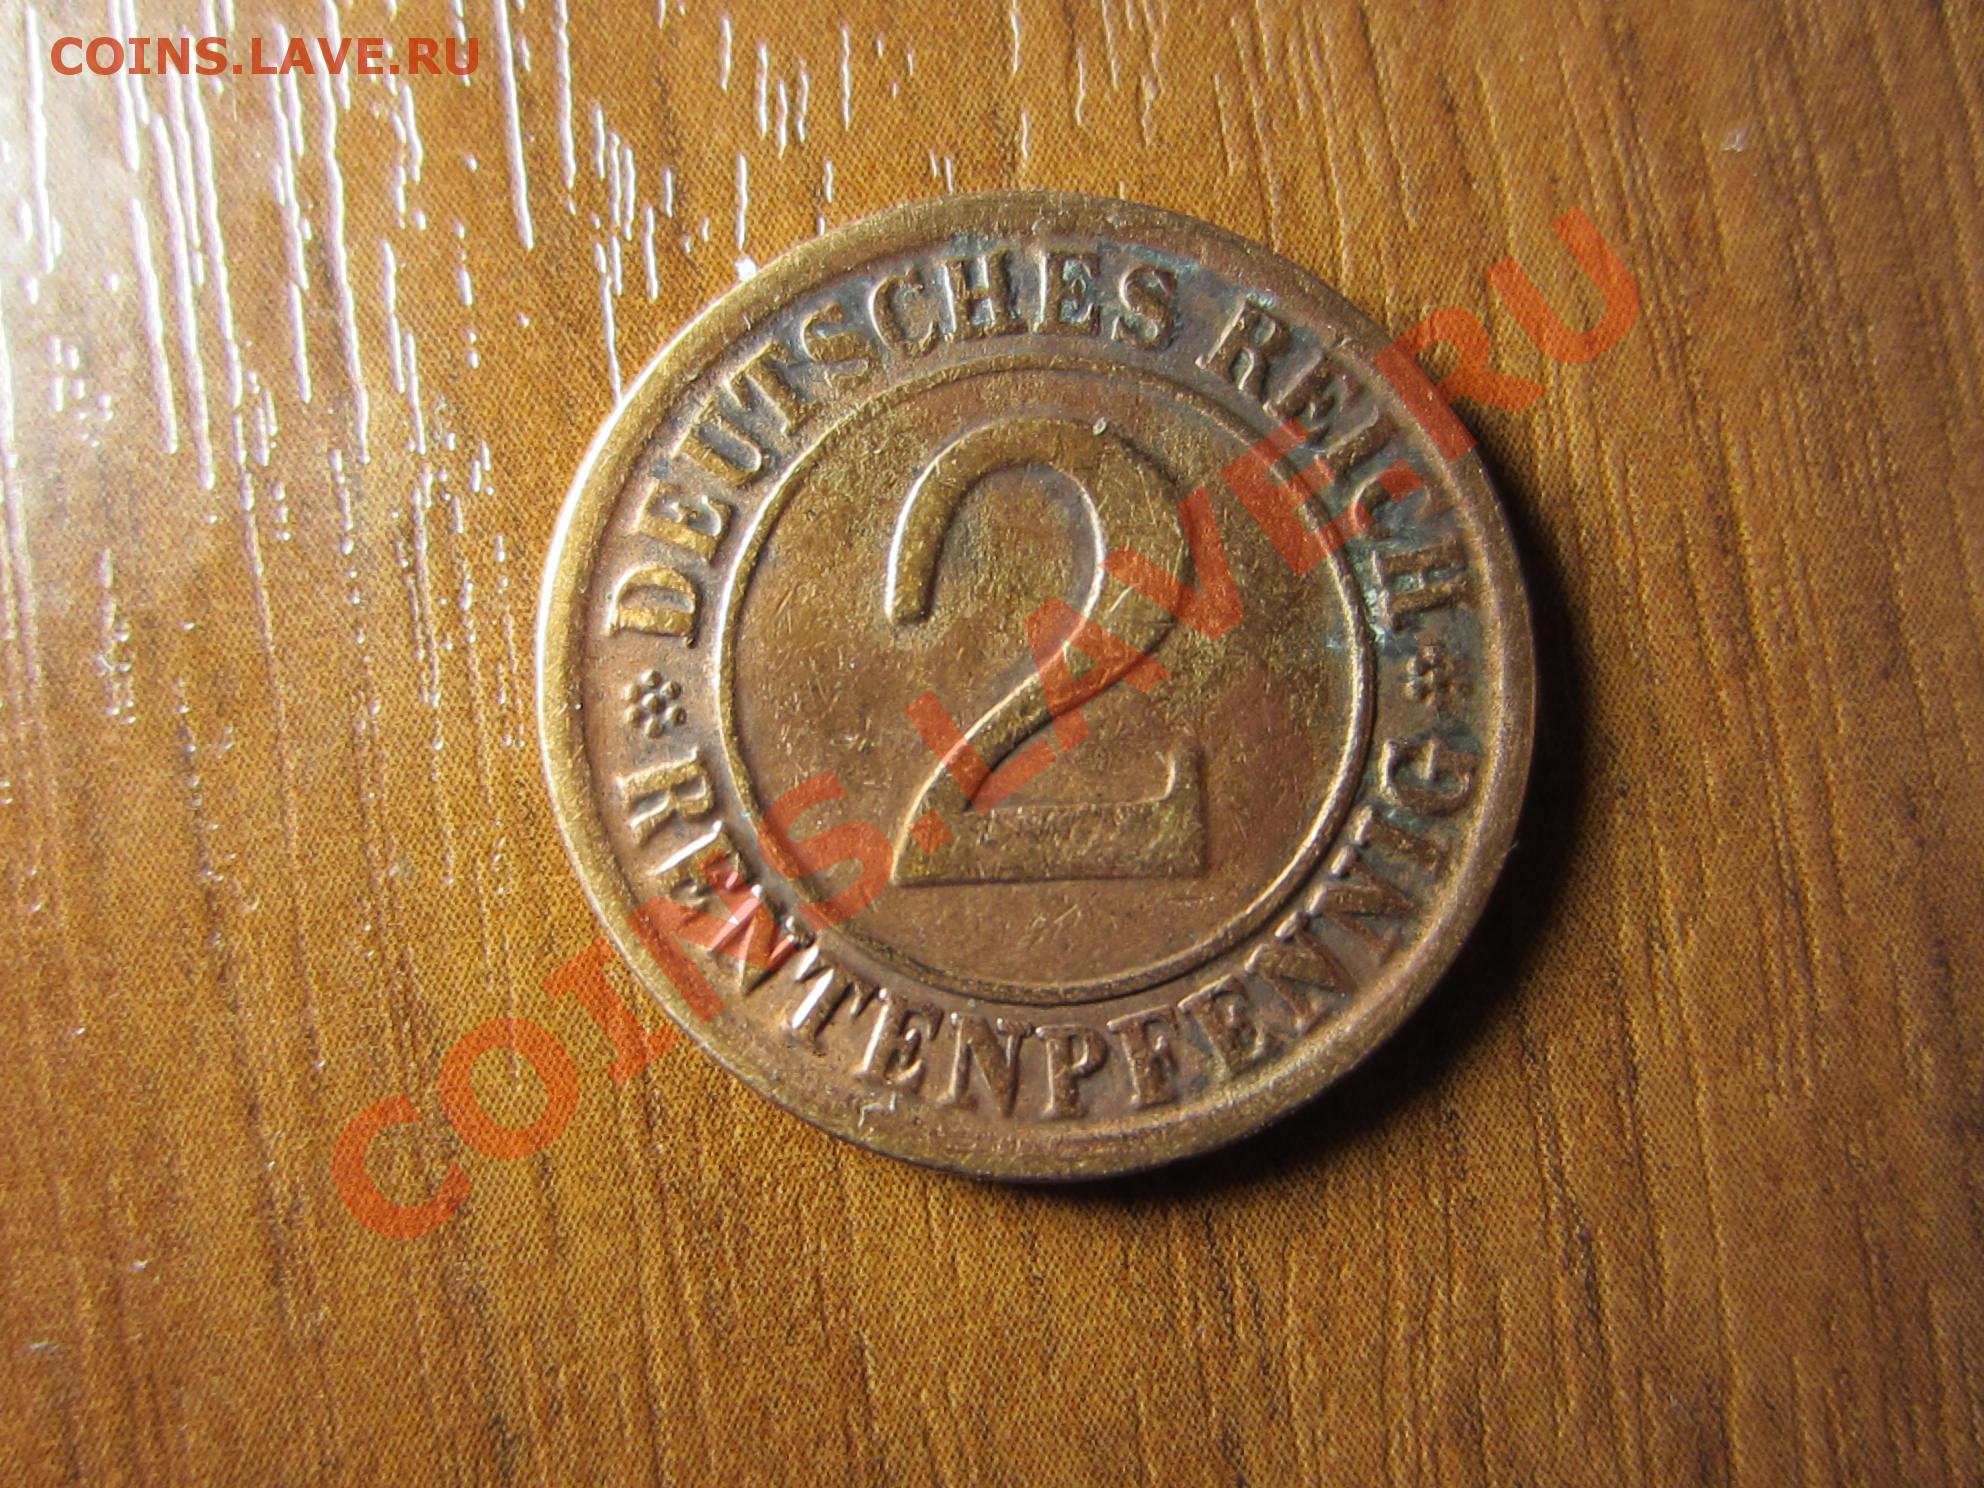 COINS.LAVE.RU
DEUTSCHES REICH
2
RENTENPFENNIG
COINS.LAVE.RU